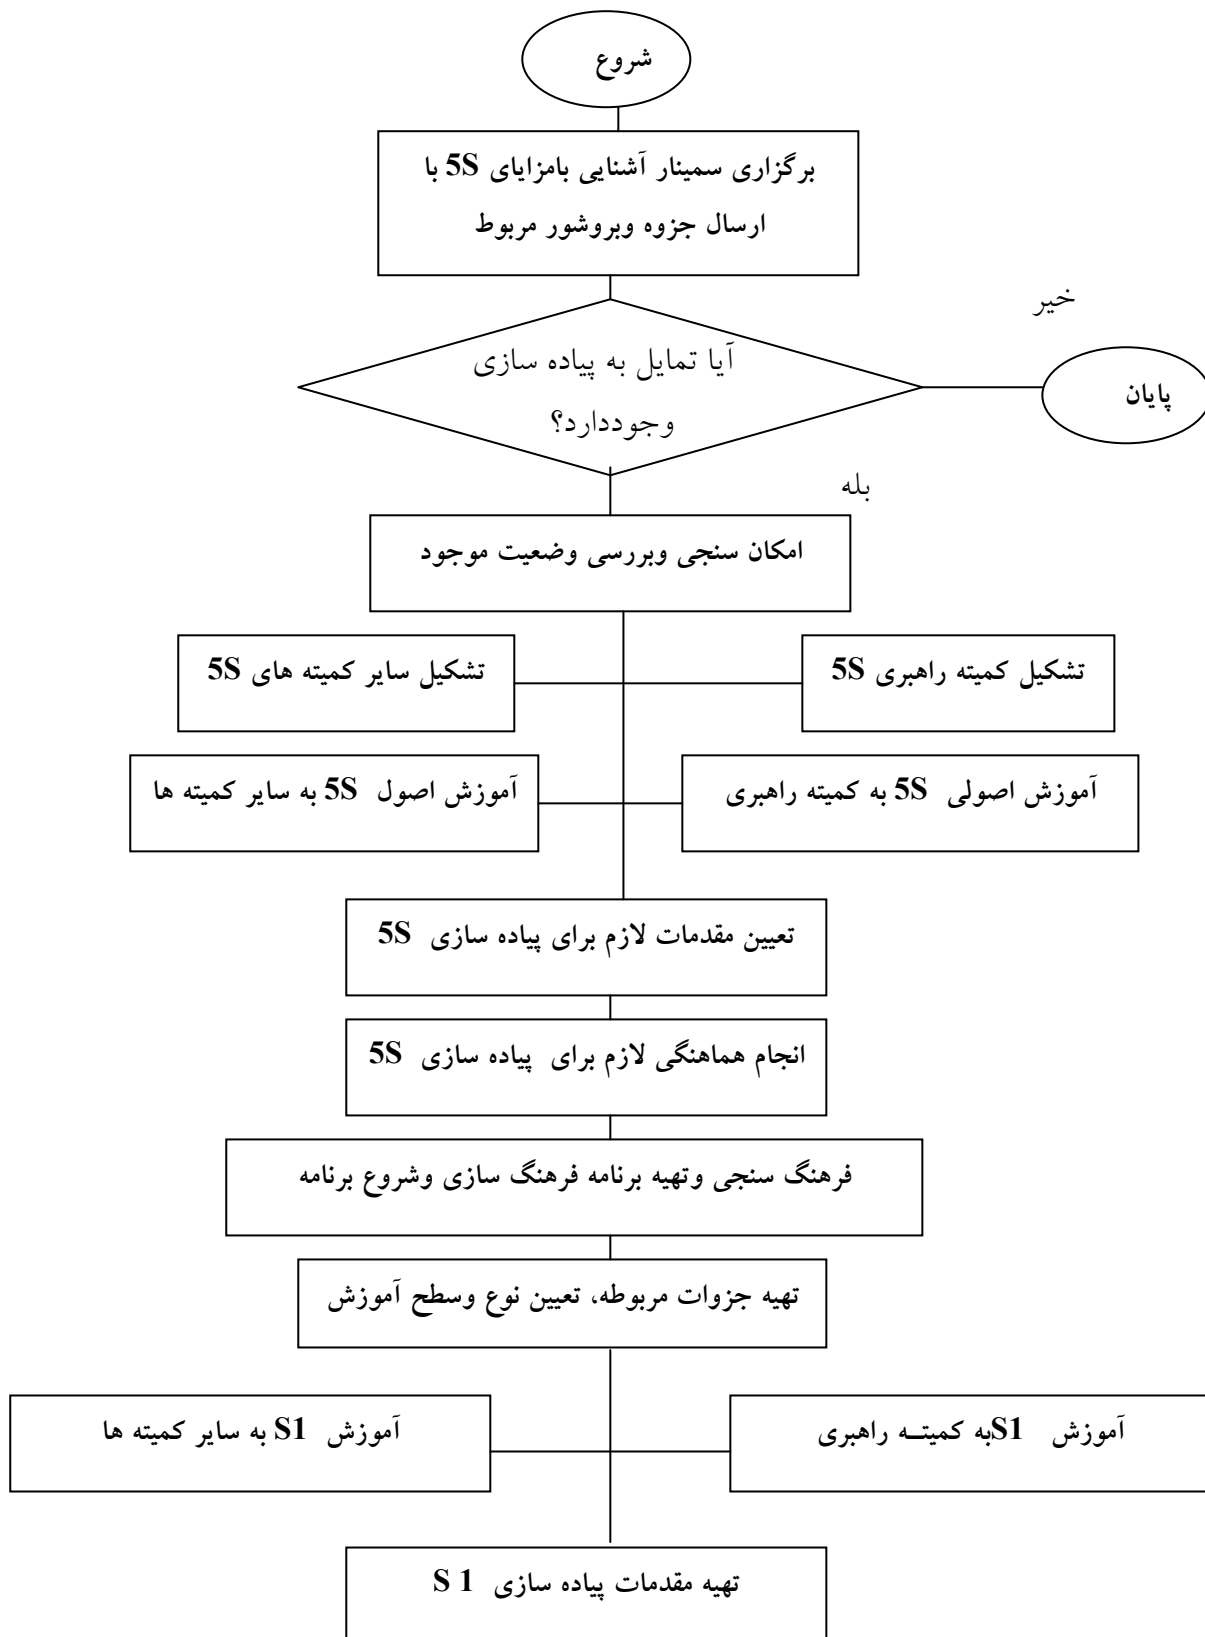 شروع
برگزاری سمینار آشنایی بامزایای 5S با
ارسال جزوه وبروشور مربوط
خیر
آیا تمایل به پیاده سازی
وجوددارد؟
پایان
بله
امکان سنجی وبررسی وضعیت موجود
تشکیل کمیته راهبری 5S
تشکیل سایر کمیته های 5S
آموزش اصولی 5S به کمیته راهبری
آموزش اصول 5S به سایر کمیته ها
تعیین مقدمات لازم برای پیاده سازی 5S
انجام هماهنگی لازم برای پیاده سازی 5S
فرهنگ سنجی وتهیه برنامه فرهنگ سازی وشروع برنامه
تهیه جزوات مربوطه، تعیین نوع وسطح آموزش
آموزش S1به کمیتــه راهبری
آموزش S1 به سایر کمیته ها
تهیه مقدمات پیاده سازی S 1